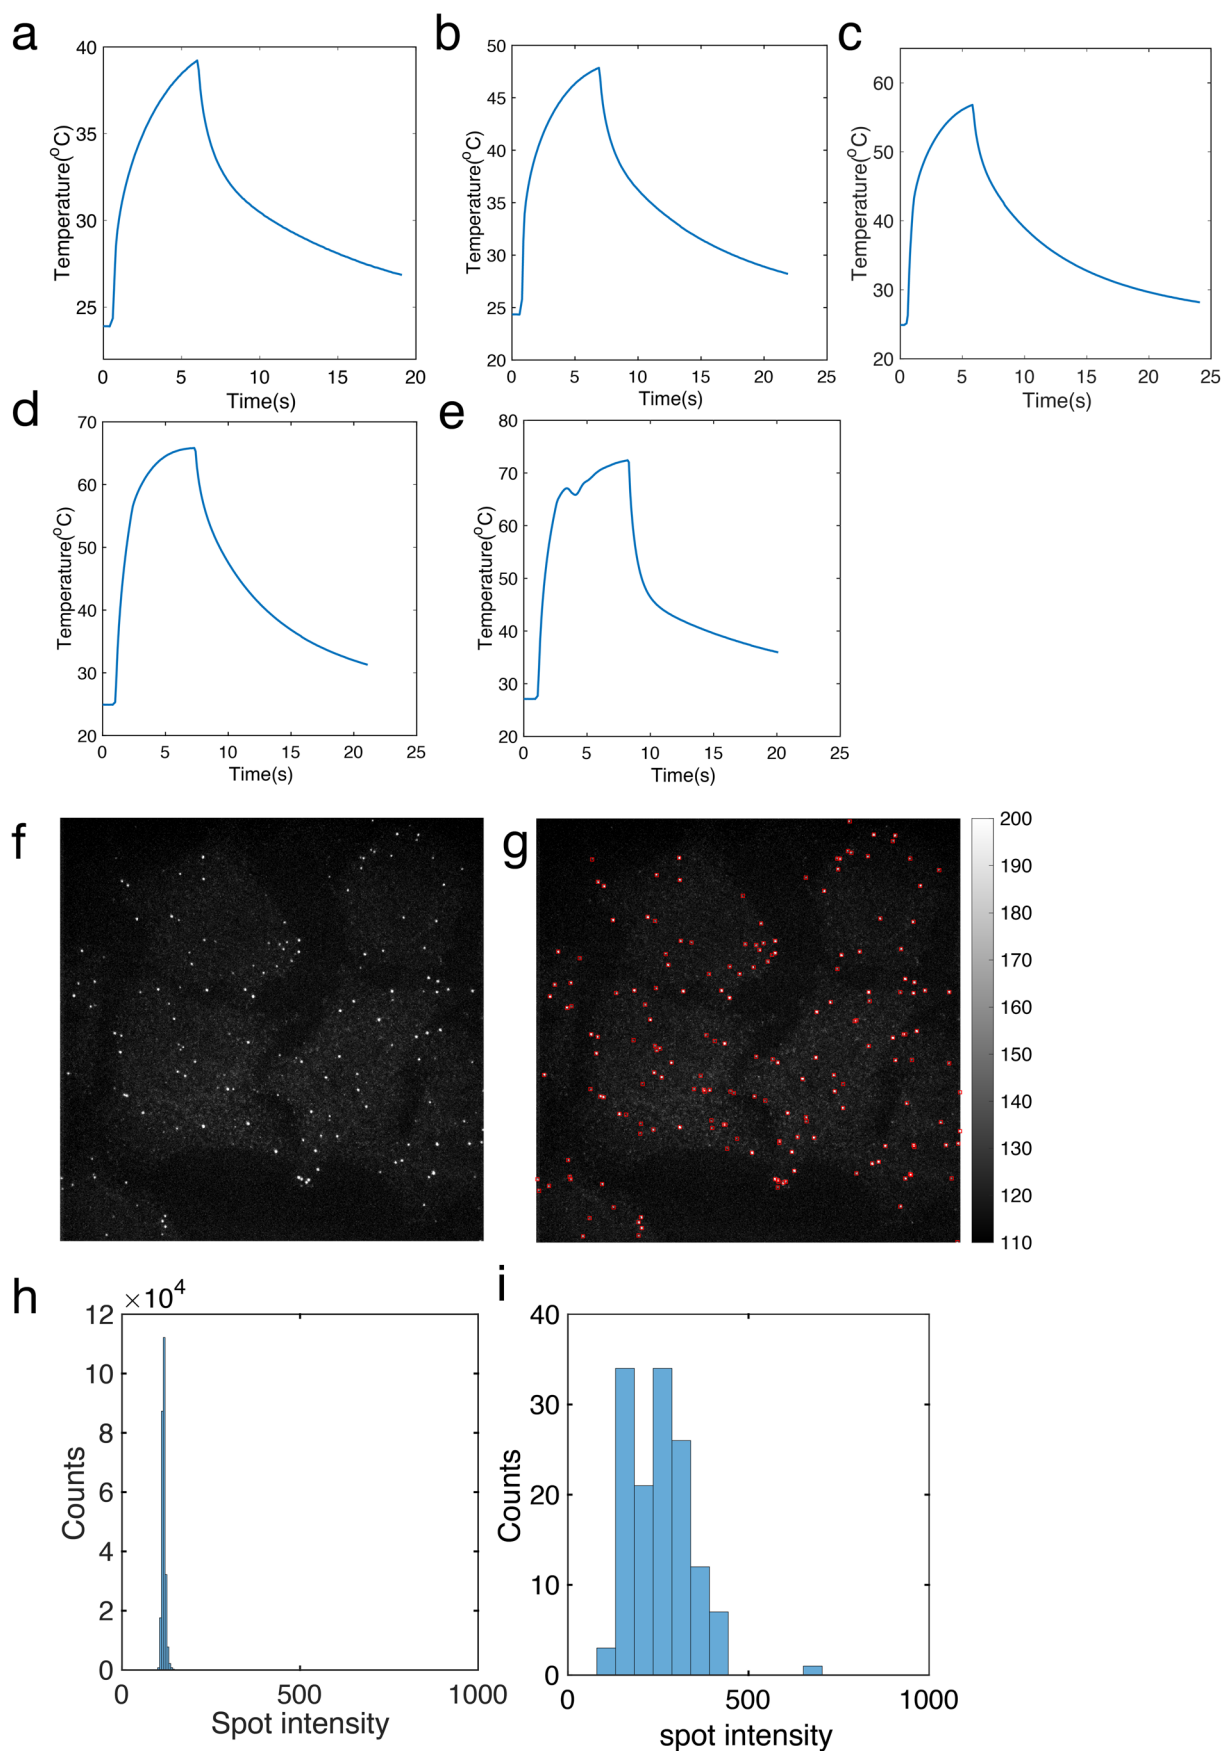 a
40
35
30
25
Temperature(°C)
0 5 10 15 20
Time(s)
b
50
45
40
35
30
25
20
Temperature(°C)
0 5 10 15 20 25
Time(s)
c
60
50
40
30
20
Temperature(°C)
0 5 10 15 20 25
Time(s)
d
70
60
50
40
30
20
Temperature(°C)
0 5 10 15 20 25
Time(s)
e
80
70
60
50
40
30
20
Temperature(°C)
0 5 10 15 20 25
Time(s)
f
g
200
190
180
170
160
150
140
130
120
110
h
×10⁴
12
10
8
6
4
2
0
Counts
0 500 1000
Spot intensity
i
40
30
20
10
0
Counts
0 500 1000
spot intensity